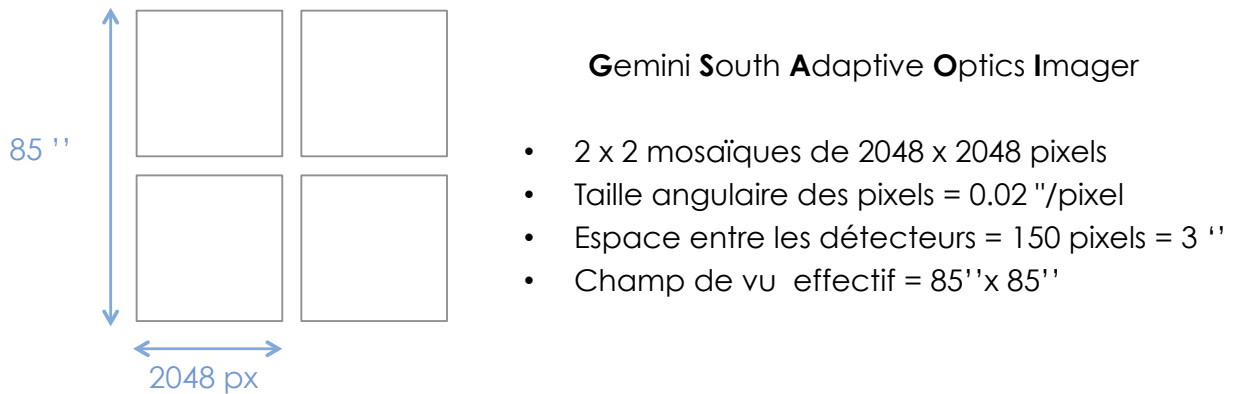 Gemini South Adaptive Optics Imager
85 ’’
• 2 x 2 mosaïques de 2048 x 2048 pixels
• Taille angulaire des pixels = 0.02 "/pixel
• Espace entre les détecteurs = 150 pixels = 3 ‘’
• Champ de vu  effectif = 85’’x 85’’
2048 px